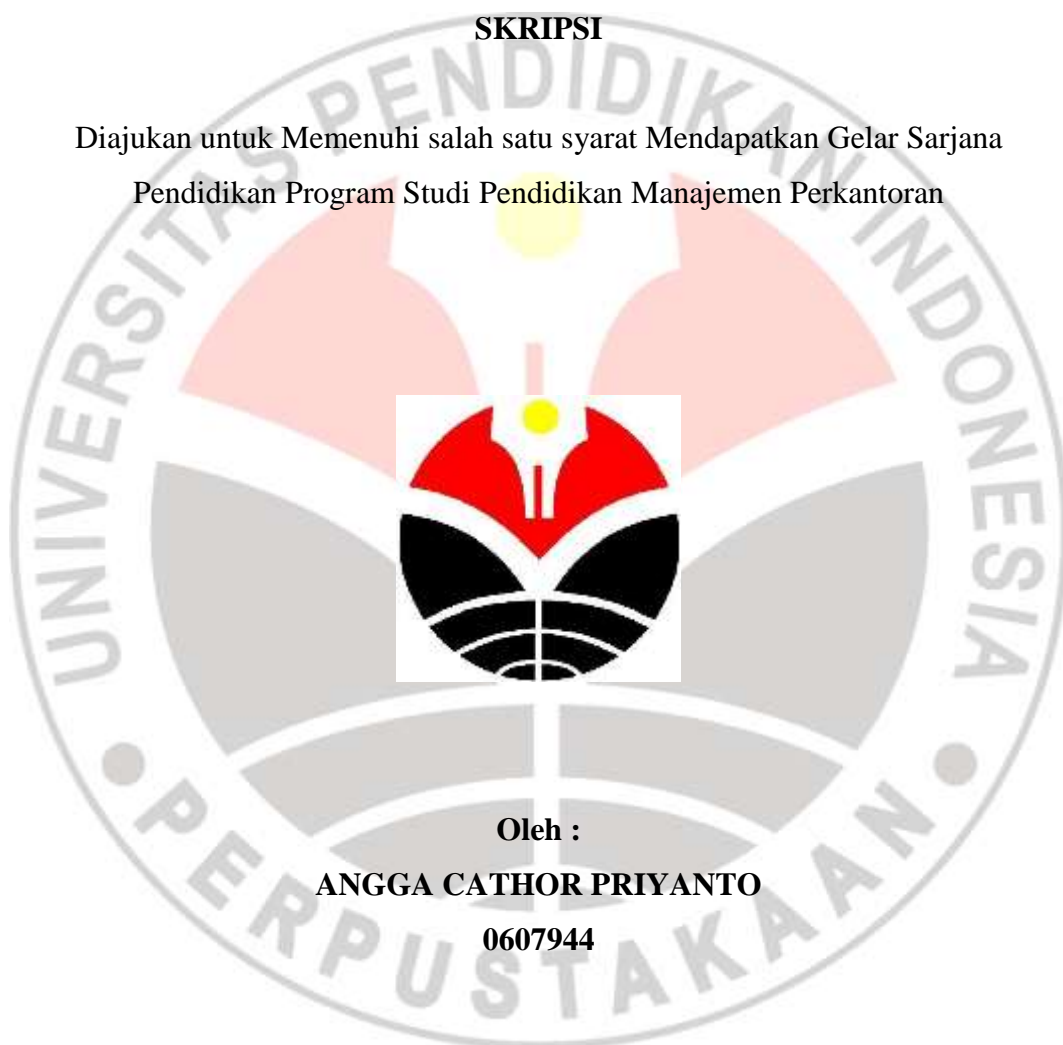 SKRIPSI
Diajukan untuk Memenuhi salah satu syarat Mendapatkan Gelar Sarjana
Pendidikan Program Studi Pendidikan Manajemen Perkantoran
UNIVERSITAS PENDIDIKAN INDONESIA
Oleh :
ANGGA CATHOR PRIYANTO
0607944
PERPUSTAKAAN